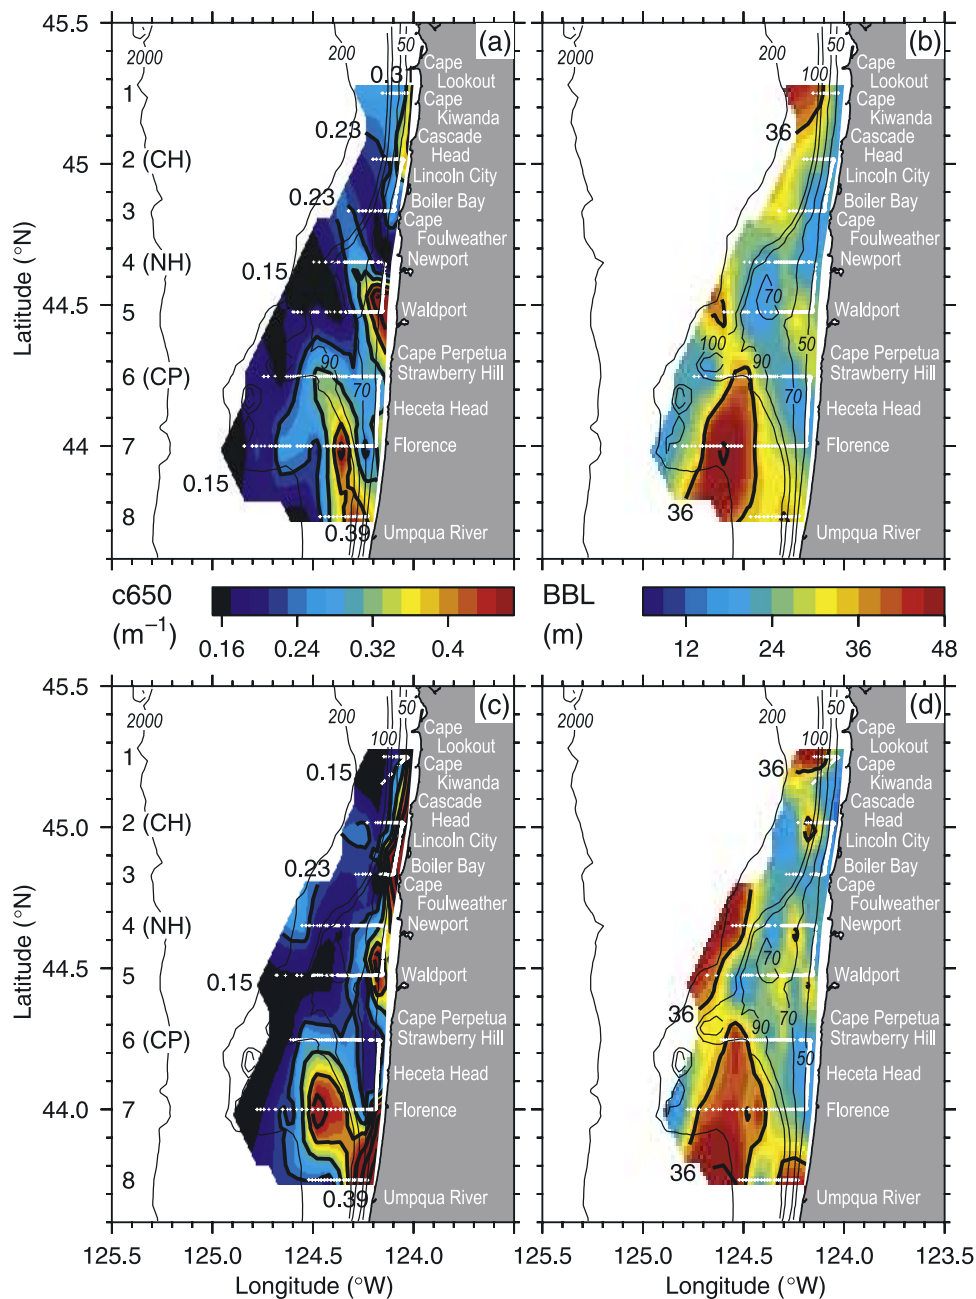 45.5
2000
200
50
(a)
Cape
Lookout
0.31
1
Cape
Kiwanda
0.23
Cascade
45
2 (CH)
Head
Lincoln City
0.23
3
Boiler Bay
Cape
Foulweather
4 (NH)
0.15
Newport
44.5
5
Waldport
Cape Perpetua
90
6 (CP)
70
Strawberry Hill
Heceta Head
44
7
Florence
0.15
8
0.39
Umpqua River
Latitude (°N)
2000
200
50
(b)
Cape
100
Lookout
Cape
Kiwanda
36
Cascade
Head
Lincoln City
Boiler Bay
Cape
Foulweather
Newport
70
Waldport
100
50
Cape Perpetua
90
Strawberry Hill
70
Heceta Head
Florence
36
Umpqua River
c650
(m⁻¹)
0.16
0.24
0.32
0.4
BBL
(m)
12
24
36
48
45.5
2000
200
50
(c)
Cape
100
Lookout
1
0.15
Cape
Kiwanda
Cascade
45.0
2 (CH)
Head
Lincoln City
0.23
3
Boiler Bay
Cape
Foulweather
4 (NH)
Newport
44.5
5
0.15
Waldport
Cape Perpetua
6 (CP)
Strawberry Hill
Heceta Head
44.0
7
Florence
8
0.39
Umpqua River
Latitude (°N)
125.5
125.0
124.4
124.0
Longitude (°W)
2000
200
50
(d)
Cape
100
Lookout
36
Cape
Kiwanda
Cascade
Head
Lincoln City
Boiler Bay
Cape
Foulweather
Newport
70
Waldport
36
70
90
Cape Perpetua
50
Strawberry Hill
Heceta Head
Florence
36
Umpqua River
125.0
124.4
124.0
123.5
Longitude (°W)